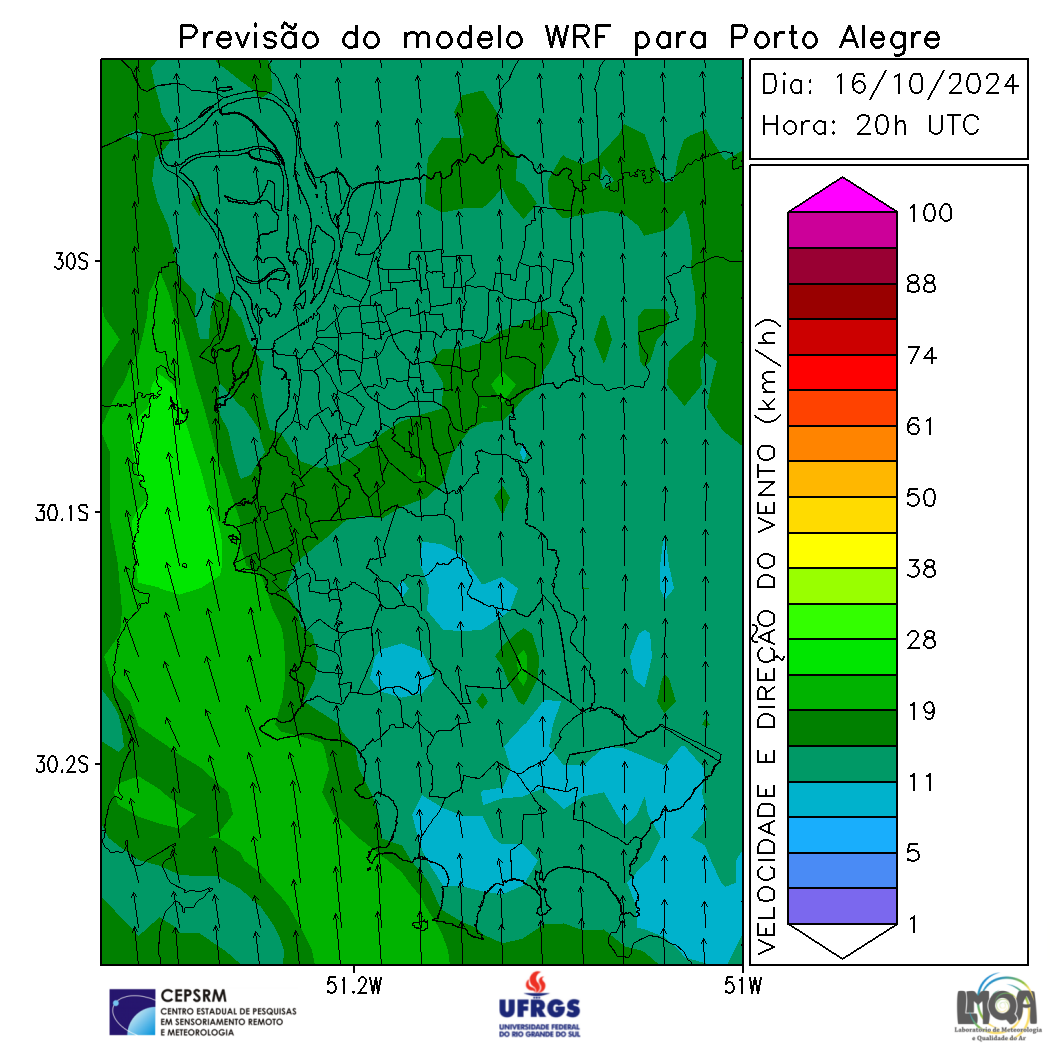 Previsão do modelo WRF para Porto Alegre
Dia: 16/10/2024
Hora: 20h UTC
30S
30.1S
30.2S
51.2W
51W
VELOCIDADE E DIREÇÃO DO VENTO (km/h)
100
88
74
61
50
38
28
19
11
5
1
CEPSRM
CENTRO ESTADUAL DE PESQUISAS
EM SENSORIAMENTO REMOTO
E METEOROLOGIA
UFRGS
UNIVERSIDADE FEDERAL
DO RIO GRANDE DO SUL
LMQA
Laboratório de Meteorologia
e Qualidade do Ar